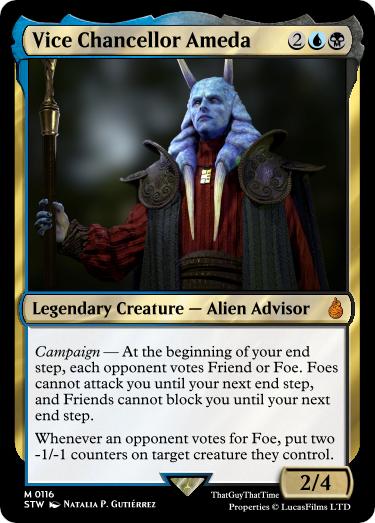 Vice Chancellor Ameda 2
Legendary Creature — Alien Advisor
Campaign — At the beginning of your end
step, each opponent votes Friend or Foe. Foes
cannot attack you until your next end step,
and Friends cannot block you until your next
end step.
Whenever an opponent votes for Foe, put two
-1/-1 counters on target creature they control.
2/4
M 0116
STW Natalia P. Gutiérrez
ThatGuyThatTime
Properties © LucasFilms LTD